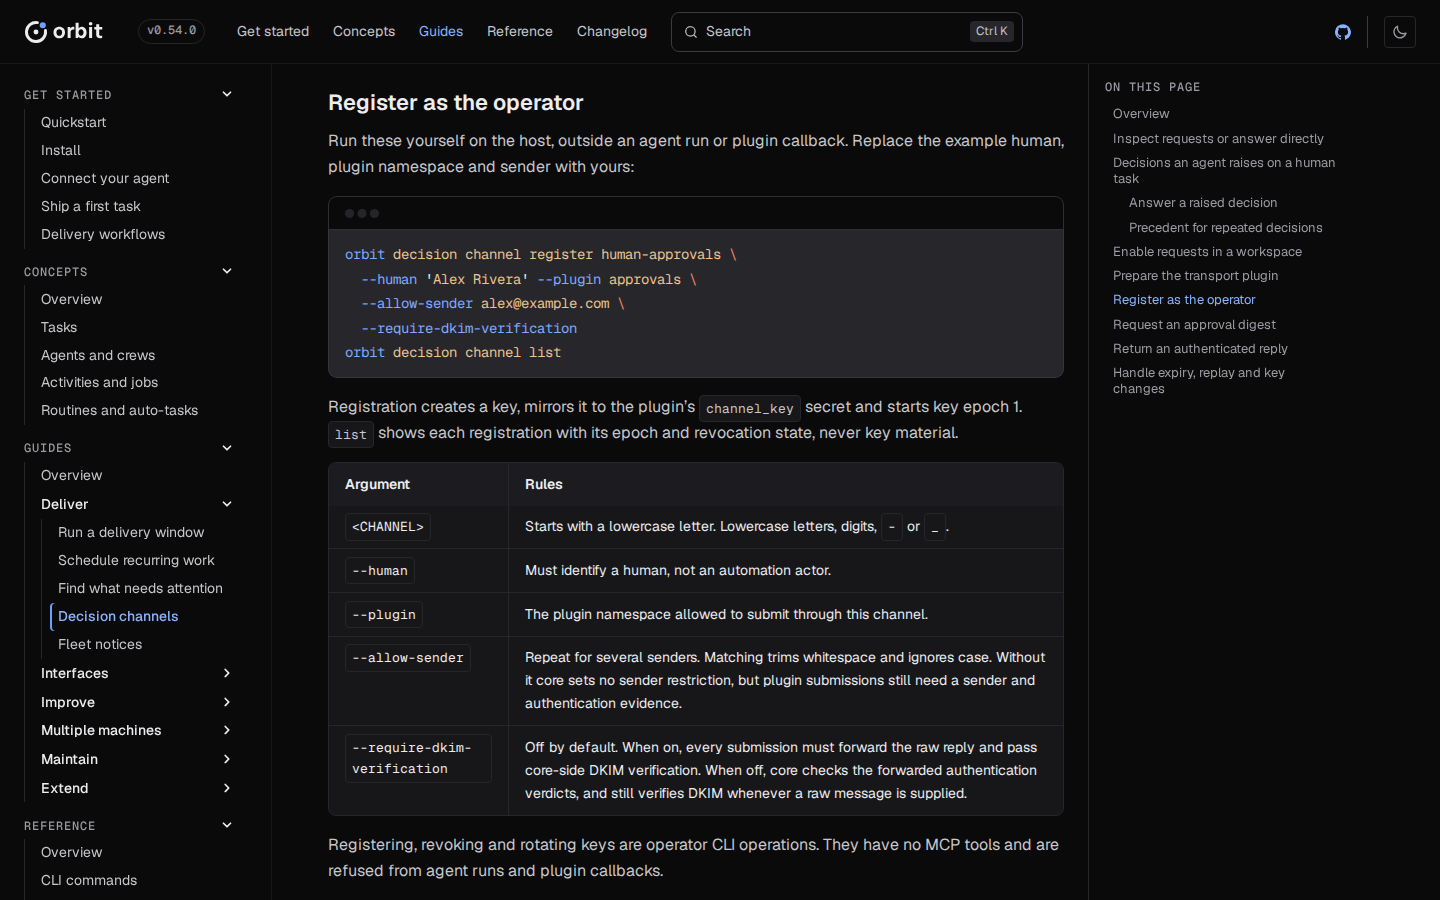 orbit
v0.54.0
Get started
Concepts
Guides
Reference
Changelog
Search
Ctrl K
GET STARTED
Quickstart
Install
Connect your agent
Ship a first task
Delivery workflows
CONCEPTS
Overview
Tasks
Agents and crews
Activities and jobs
Routines and auto-tasks
GUIDES
Overview
Deliver
Run a delivery window
Schedule recurring work
Find what needs attention
Decision channels
Fleet notices
Interfaces
Improve
Multiple machines
Maintain
Extend
REFERENCE
Overview
CLI commands
Register as the operator
Run these yourself on the host, outside an agent run or plugin callback. Replace the example human,
plugin namespace and sender with yours:
orbit decision channel register human-approvals \
  --human 'Alex Rivera' --plugin approvals \
  --allow-sender alex@example.com \
  --require-dkim-verification
orbit decision channel list
Registration creates a key, mirrors it to the plugin’s channel_key secret and starts key epoch 1.
list shows each registration with its epoch and revocation state, never key material.
Argument Rules
<CHANNEL> Starts with a lowercase letter. Lowercase letters, digits, - or _.
--human Must identify a human, not an automation actor.
--plugin The plugin namespace allowed to submit through this channel.
--allow-sender Repeat for several senders. Matching trims whitespace and ignores case. Without
it core sets no sender restriction, but plugin submissions still need a sender and
authentication evidence.
--require-dkim- Off by default. When on, every submission must forward the raw reply and pass
verification core-side DKIM verification. When off, core checks the forwarded authentication
verdicts, and still verifies DKIM whenever a raw message is supplied.
Registering, revoking and rotating keys are operator CLI operations. They have no MCP tools and are
refused from agent runs and plugin callbacks.
ON THIS PAGE
Overview
Inspect requests or answer directly
Decisions an agent raises on a human
task
Answer a raised decision
Precedent for repeated decisions
Enable requests in a workspace
Prepare the transport plugin
Register as the operator
Request an approval digest
Return an authenticated reply
Handle expiry, replay and key
changes